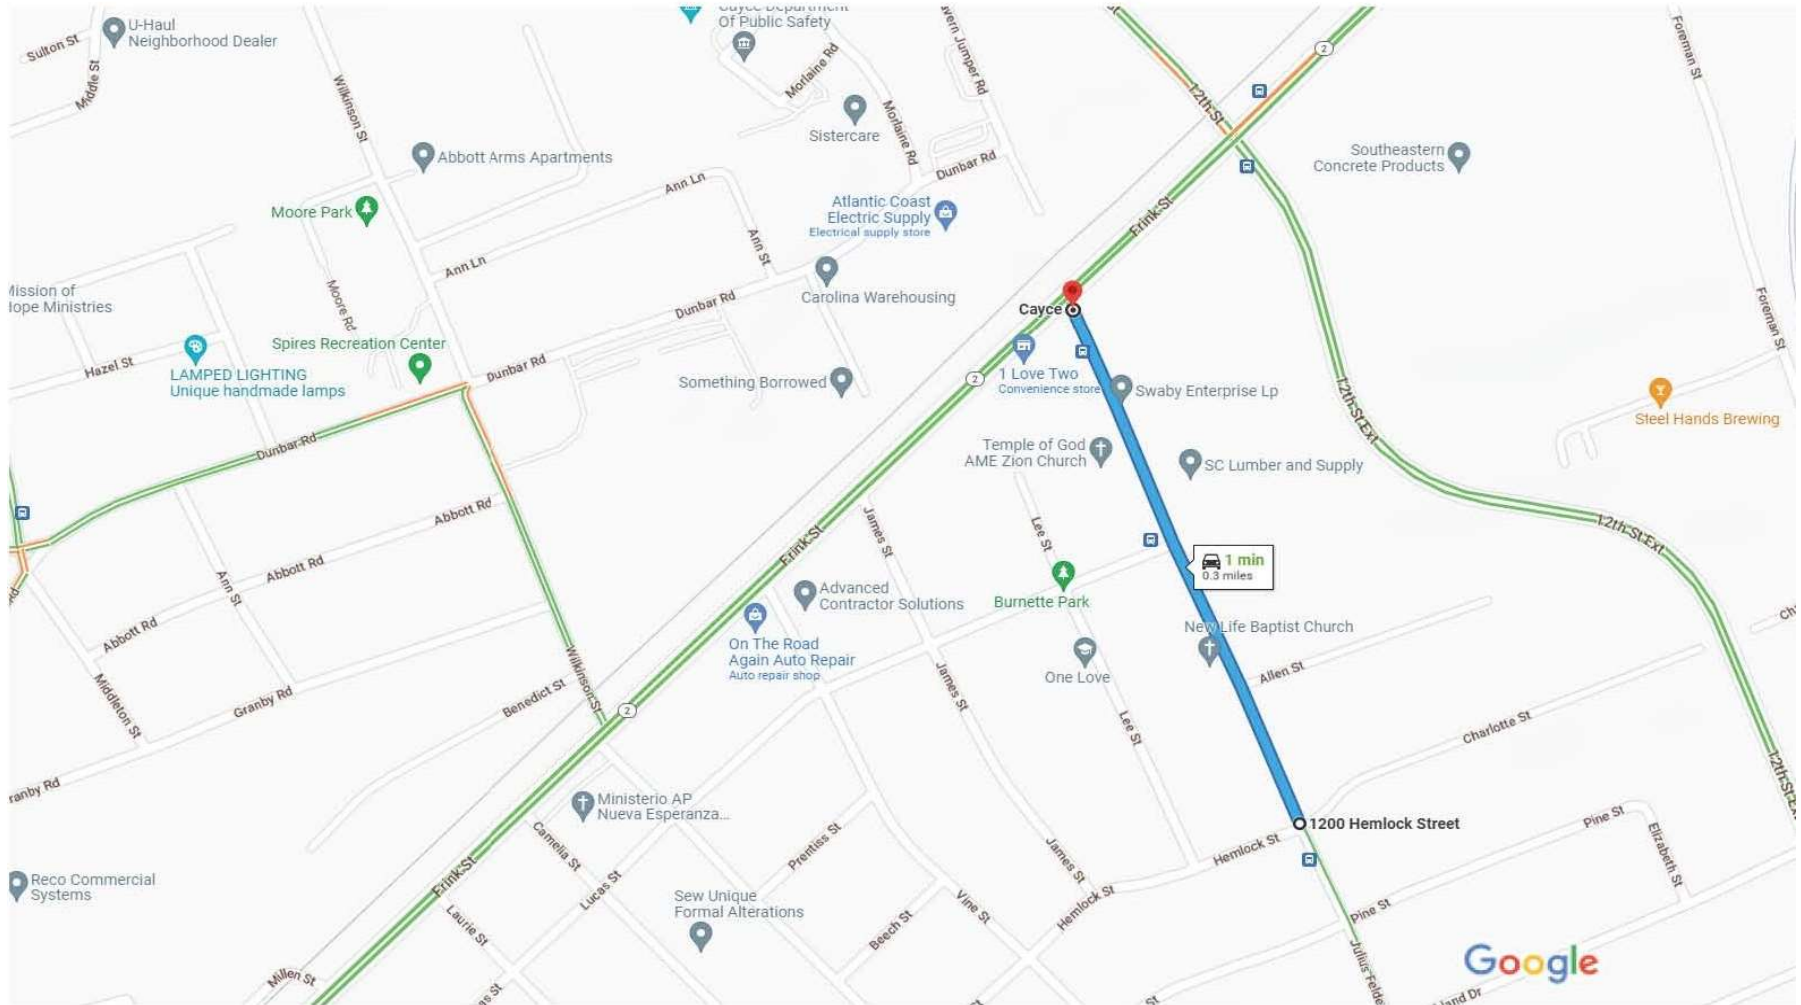 Cayce Department
Of Public Safety
U-Haul
Neighborhood Dealer
Sulton St
Middle St
Wilkinson St
Morlaine Rd
Morlaine Rd
Sistercare
12th St
2
Foreman St
Abbott Arms Apartments
Southeastern
Concrete Products
Dunbar Rd
Ann Ln
Moore Park
Atlantic Coast
Electric Supply
Electrical supply store
Frink St
Ann St
Ann Ln
Carolina Warehousing
Moore Rd
Dunbar Rd
Cayce
Foreman St
Hope Ministries
Spires Recreation Center
Hazel St
LAMPED LIGHTING
Unique handmade lamps
Dunbar Rd
Something Borrowed
2
1 Love Two
Convenience store
Swaby Enterprise Lp
12th St Ext
Steel Hands Brewing
Dunbar Rd
Temple of God
AME Zion Church
SC Lumber and Supply
Abbott Rd
James St
Lee St
Frink St
12th St Ext
Abbott Rd
Ann St
1 min
0.3 miles
Advanced
Contractor Solutions
Burnette Park
On The Road
Again Auto Repair
Auto repair shop
New Life Baptist Church
Abbott Rd
Wilkinson St
One Love
Allen St
James St
Middleton St
Granby Rd
Benedict St
2
Lee St
Charlotte St
12th St Ext
Granby Rd
Ministerio AP
Nueva Esperanza...
1200 Hemlock Street
Pine St
Camelia St
Prentiss St
Hemlock St
James St
Elizabeth St
Reco Commercial
Systems
Frink St
Lucas St
Sew Unique
Formal Alterations
Hemlock St
Vine St
Pine St
Laurie St
Beech St
Millen St
Julius Felde
Google